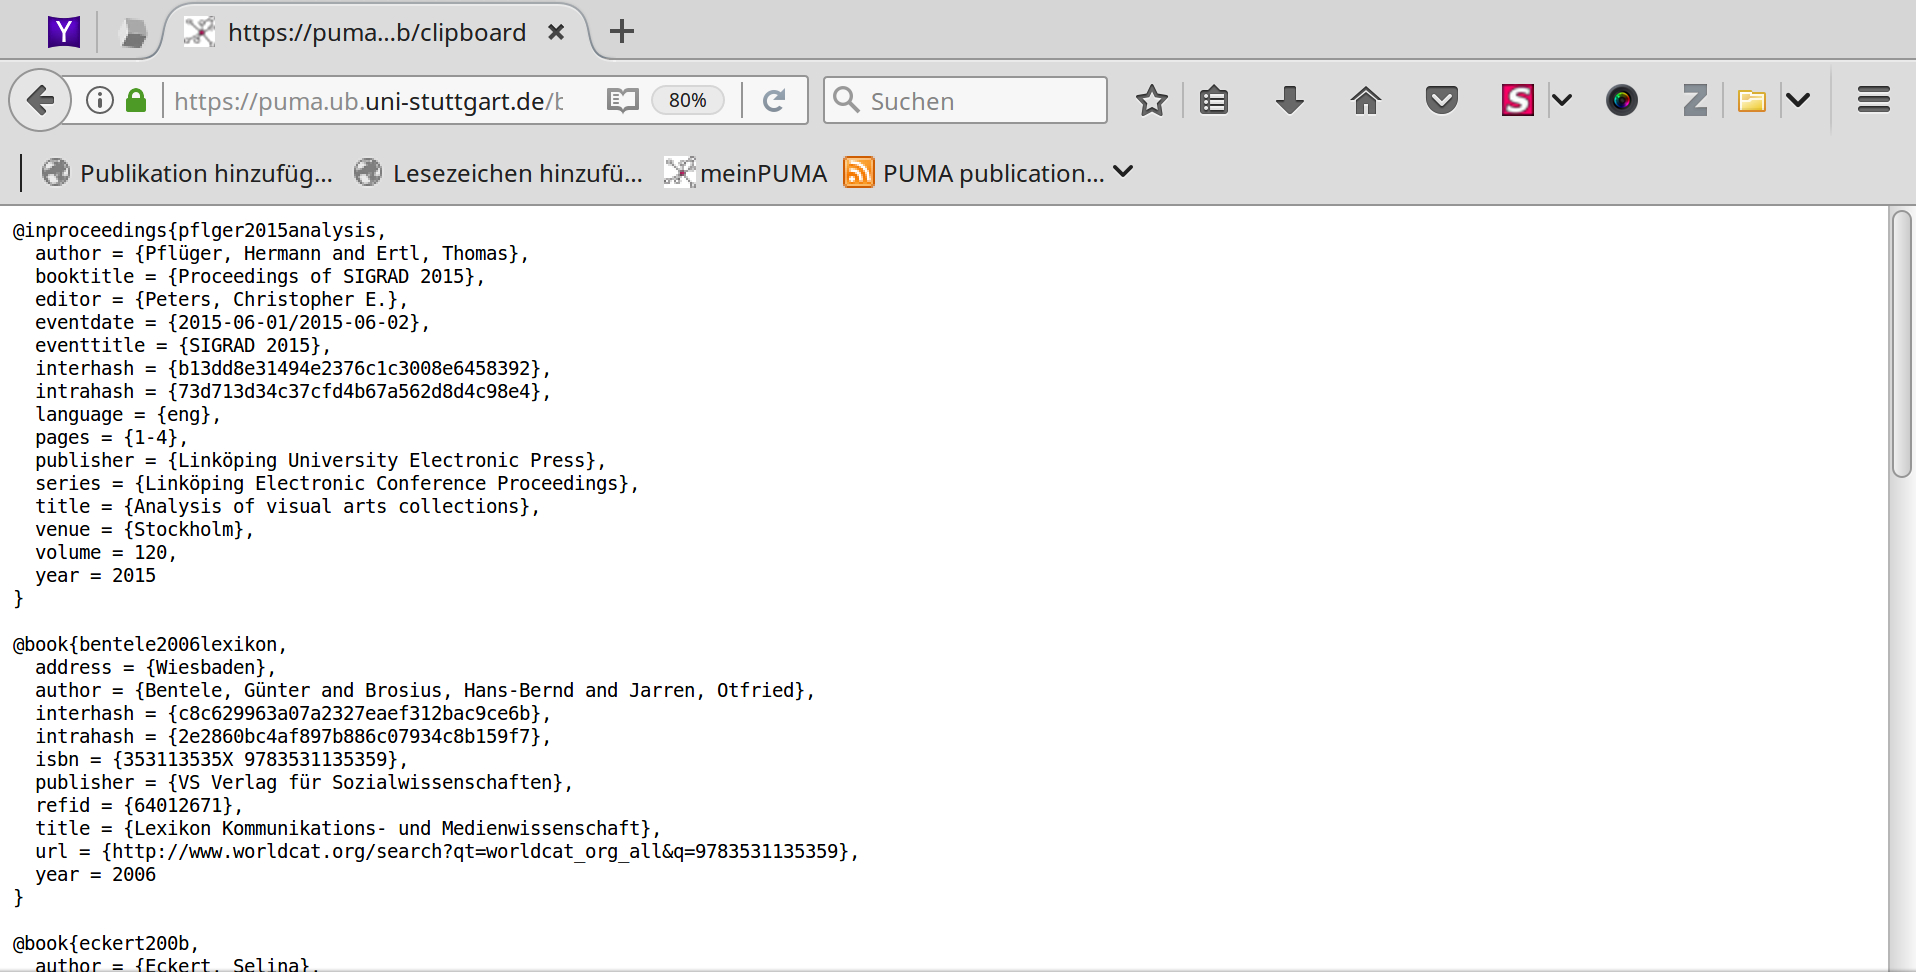 Y
https://puma...b/clipboard
https://puma.ub.uni-stuttgart.de/b
80%
Suchen
S
Z
Publikation hinzufüg...
Lesezeichen hinzufü...
meinPUMA
PUMA publication...
@inproceedings{pflger2015analysis,
author = {Pflüger, Hermann and Ertl, Thomas},
booktitle = {Proceedings of SIGRAD 2015},
editor = {Peters, Christopher E.},
eventdate = {2015-06-01/2015-06-02},
eventtitle = {SIGRAD 2015},
interhash = {b13dd8e31494e2376c1c3008e6458392},
intrahash = {73d713d34c37cfd4b67a562d8d4c98e4},
language = {eng},
pages = {1-4},
publisher = {Linköping University Electronic Press},
series = {Linköping Electronic Conference Proceedings},
title = {Analysis of visual arts collections},
venue = {Stockholm},
volume = 120,
year = 2015
}
@book{bentele2006lexikon,
address = {Wiesbaden},
author = {Bentele, Günter and Brosius, Hans-Bernd and Jarren, Otfried},
interhash = {c8c629963a07a2327eaef312bac9ce6b},
intrahash = {2e2860bc4af897b886c07934c8b159f7},
isbn = {353113535X 9783531135359},
publisher = {VS Verlag für Sozialwissenschaften},
refid = {64012671},
title = {Lexikon Kommunikations- und Medienwissenschaft},
url = {http://www.worldcat.org/search?qt=worldcat_org_all&q=9783531135359},
year = 2006
}
@book{eckert200b,
author = {Eckert, Selina},